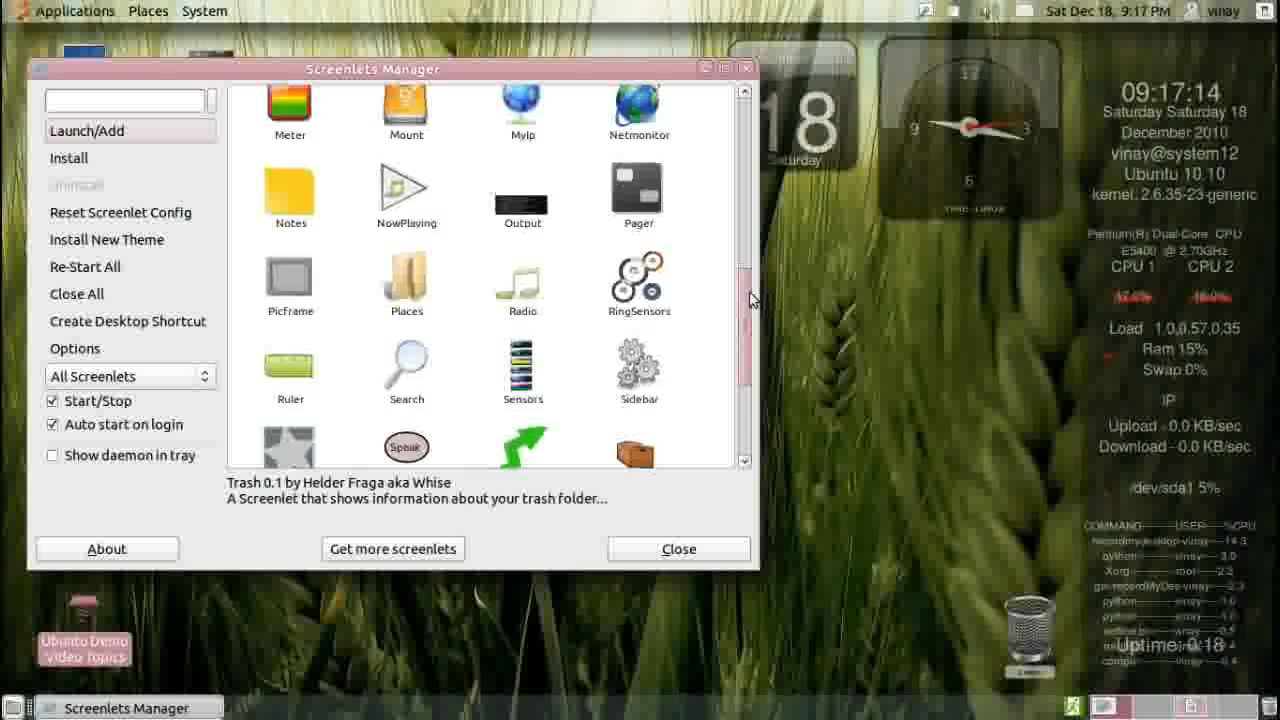 Applications Places System
Sat Dec 18, 9:17 PM vinay
Screenlets Manager
Launch/Add
Install
Uninstall
Reset Screenlet Config
Install New Theme
Re-Start All
Close All
Create Desktop Shortcut
Options
All Screenlets
Start/Stop
Auto start on login
Show daemon in tray
Meter Mount MyIp Netmonitor
Notes NowPlaying Output Pager
Picframe Places Radio RingSensors
Ruler Search Sensors Sidebar
Speak
Trash 0.1 by Helder Fraga aka Whise
A Screenlet that shows information about your trash folder...
About Get more screenlets Close
18
Saturday
12
9 3
6
09:17:14
Saturday Saturday 18
December 2010
vinay@system12
Ubuntu 10.10
kernel: 2.6.35-23-generic
Pentium(R) Dual-Core CPU
E5400 @ 2.70GHz
CPU 1 CPU 2
Load 1.0,0.57,0.35
Ram 15%
Swap 0%
IP
Upload - 0.0 KB/sec
Download - 0.0 KB/sec
/dev/sda1 5%
COMMAND USER %CPU
python vinay
Xorg root
python vinay
python vinay
Uptime: 0:18
Ubuntu Demo
Video Topics
Screenlets Manager